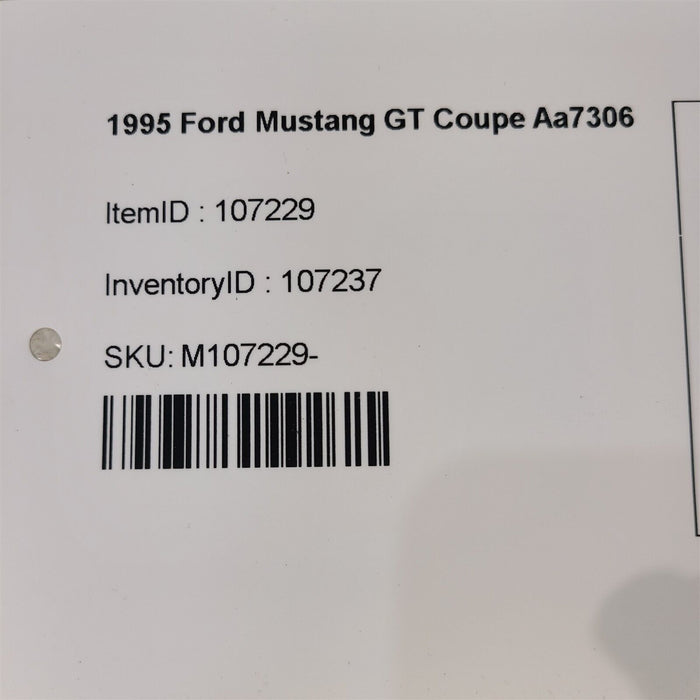 1995 Ford Mustang GT Coupe Aa7306
ItemID : 107229
InventoryID : 107237
SKU: M107229-